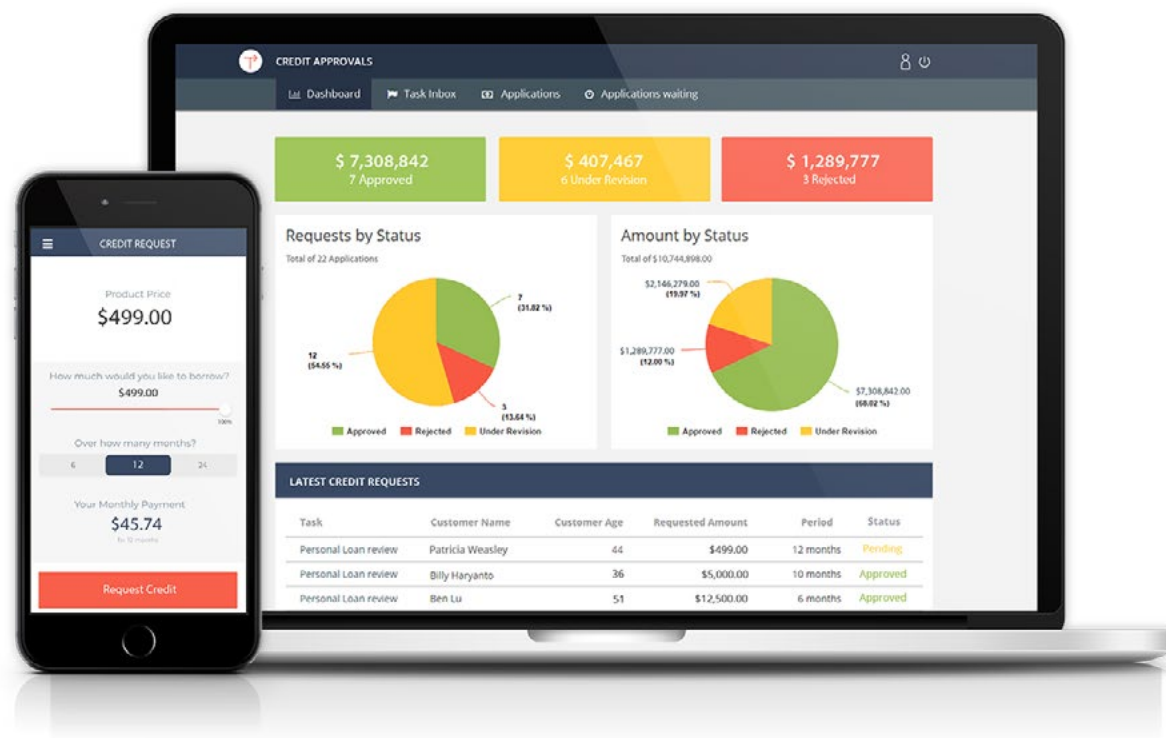 CREDIT APPROVALS
Dashboard Task Inbox Applications Applications waiting
$ 7,308,842
7 Approved
$ 407,467
6 Under Revision
$ 1,289,777
3 Rejected
Requests by Status
Total of 22 Applications
7
(31.82 %)
12
(54.55 %)
3
(13.64 %)
Approved Rejected Under Revision
Amount by Status
Total of $10,744,898.00
$2,146,279.00
(19.97 %)
$1,289,777.00
(12.00 %)
$7,308,842.00
(68.02 %)
Approved Rejected Under Revision
LATEST CREDIT REQUESTS
Task Customer Name Customer Age Requested Amount Period Status
Personal Loan review Patricia Weasley 44 $499.00 12 months Pending
Personal Loan review Billy Haryanto 36 $5,000.00 10 months Approved
Personal Loan review Ben Lu 51 $12,500.00 6 months Approved
CREDIT REQUEST
Product Price
$499.00
How much would you like to borrow?
$499.00
100%
Over how many months?
6 12 24
Your Monthly Payment
$45.74
for 12 months
Request Credit